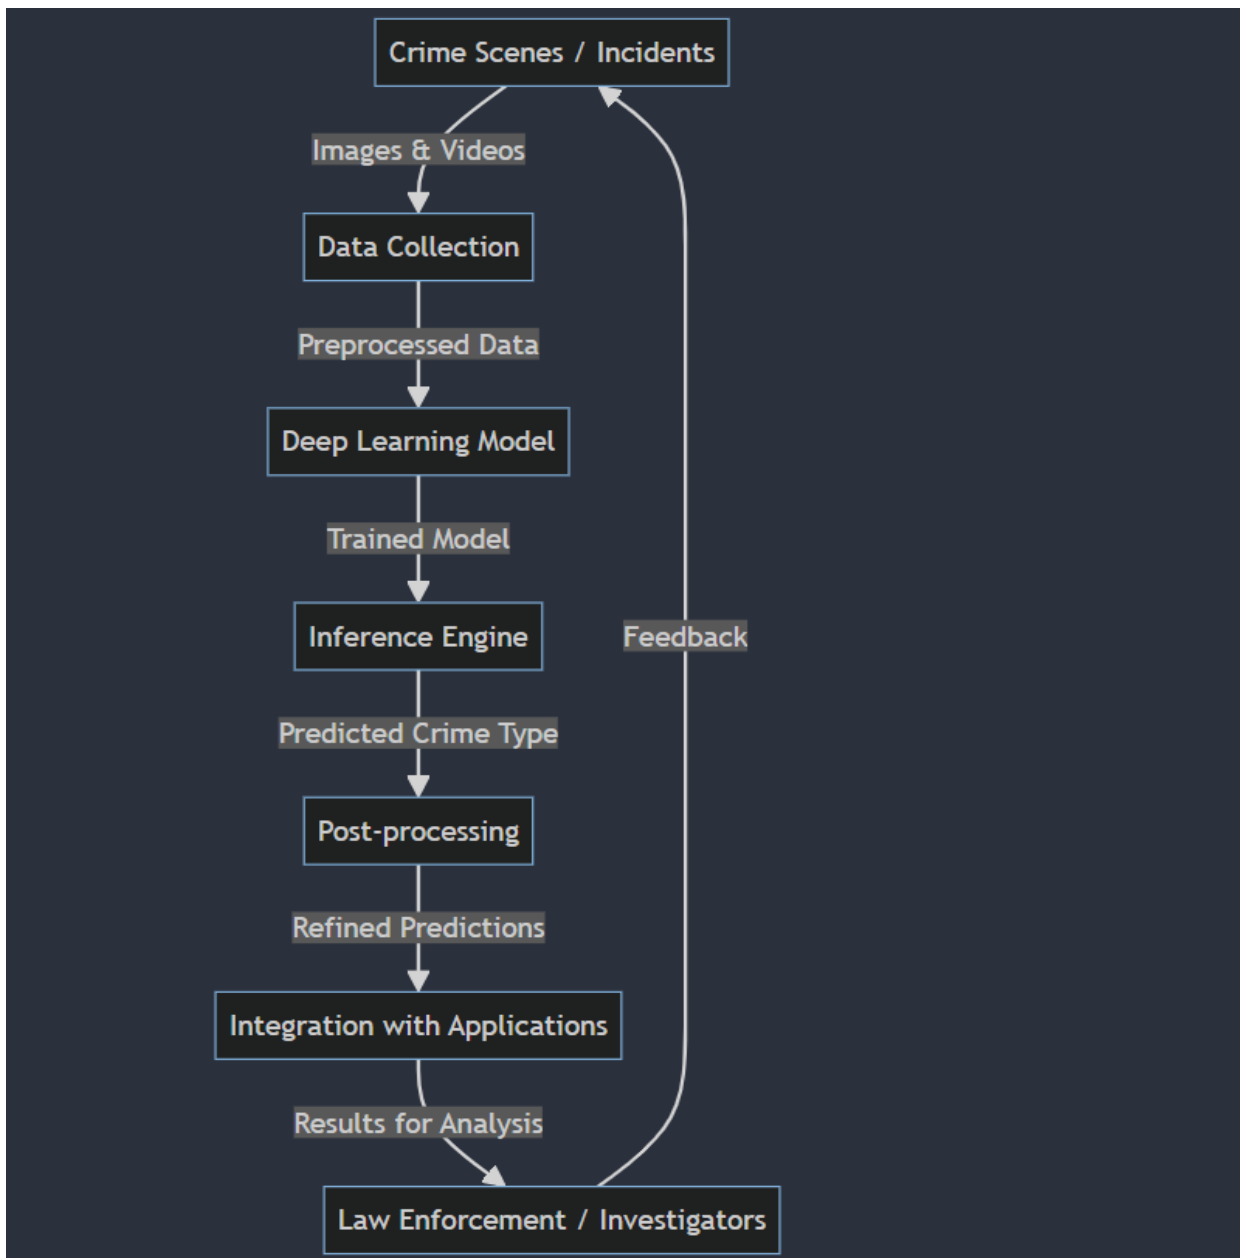 Crime Scenes / Incidents
Images & Videos
Data Collection
Preprocessed Data
Deep Learning Model
Trained Model
Inference Engine
Feedback
Predicted Crime Type
Post-processing
Refined Predictions
Integration with Applications
Results for Analysis
Law Enforcement / Investigators